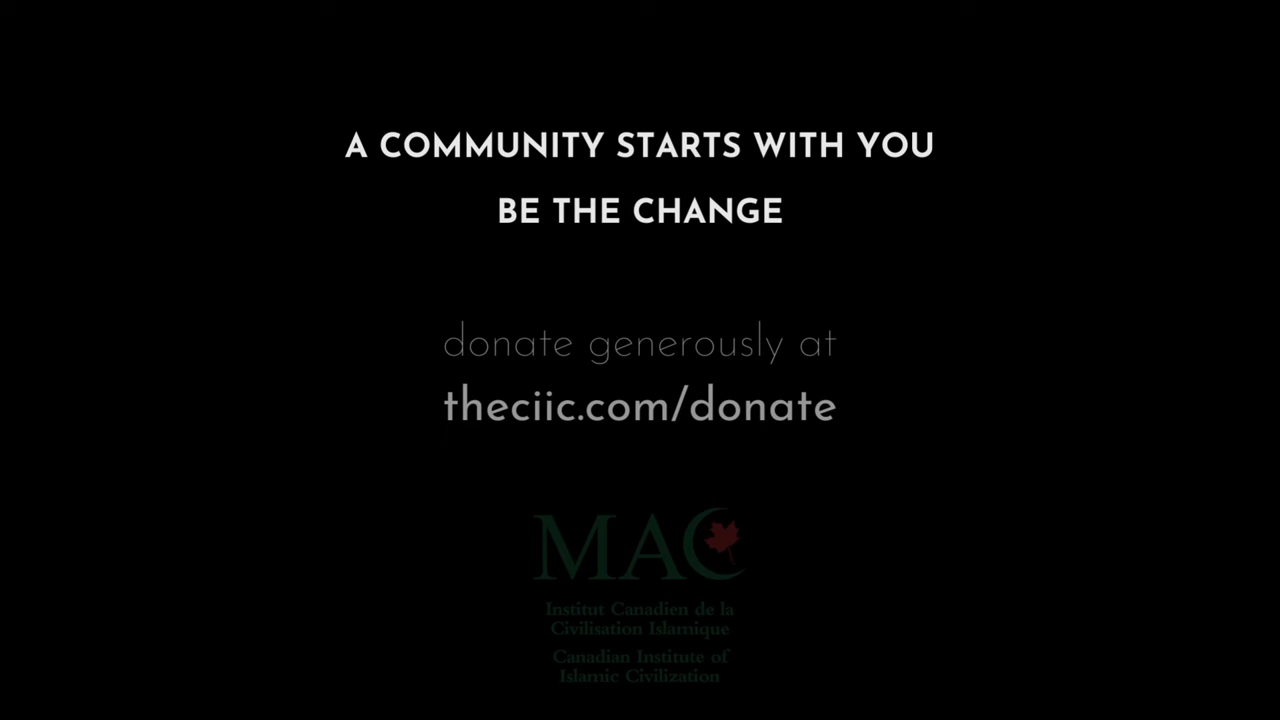 A COMMUNITY STARTS WITH YOU
BE THE CHANGE
donate generously at
theciic.com/donate
MAC
Institut Canadien de la
Civilisation Islamique
Canadian Institute of
Islamic Civilization